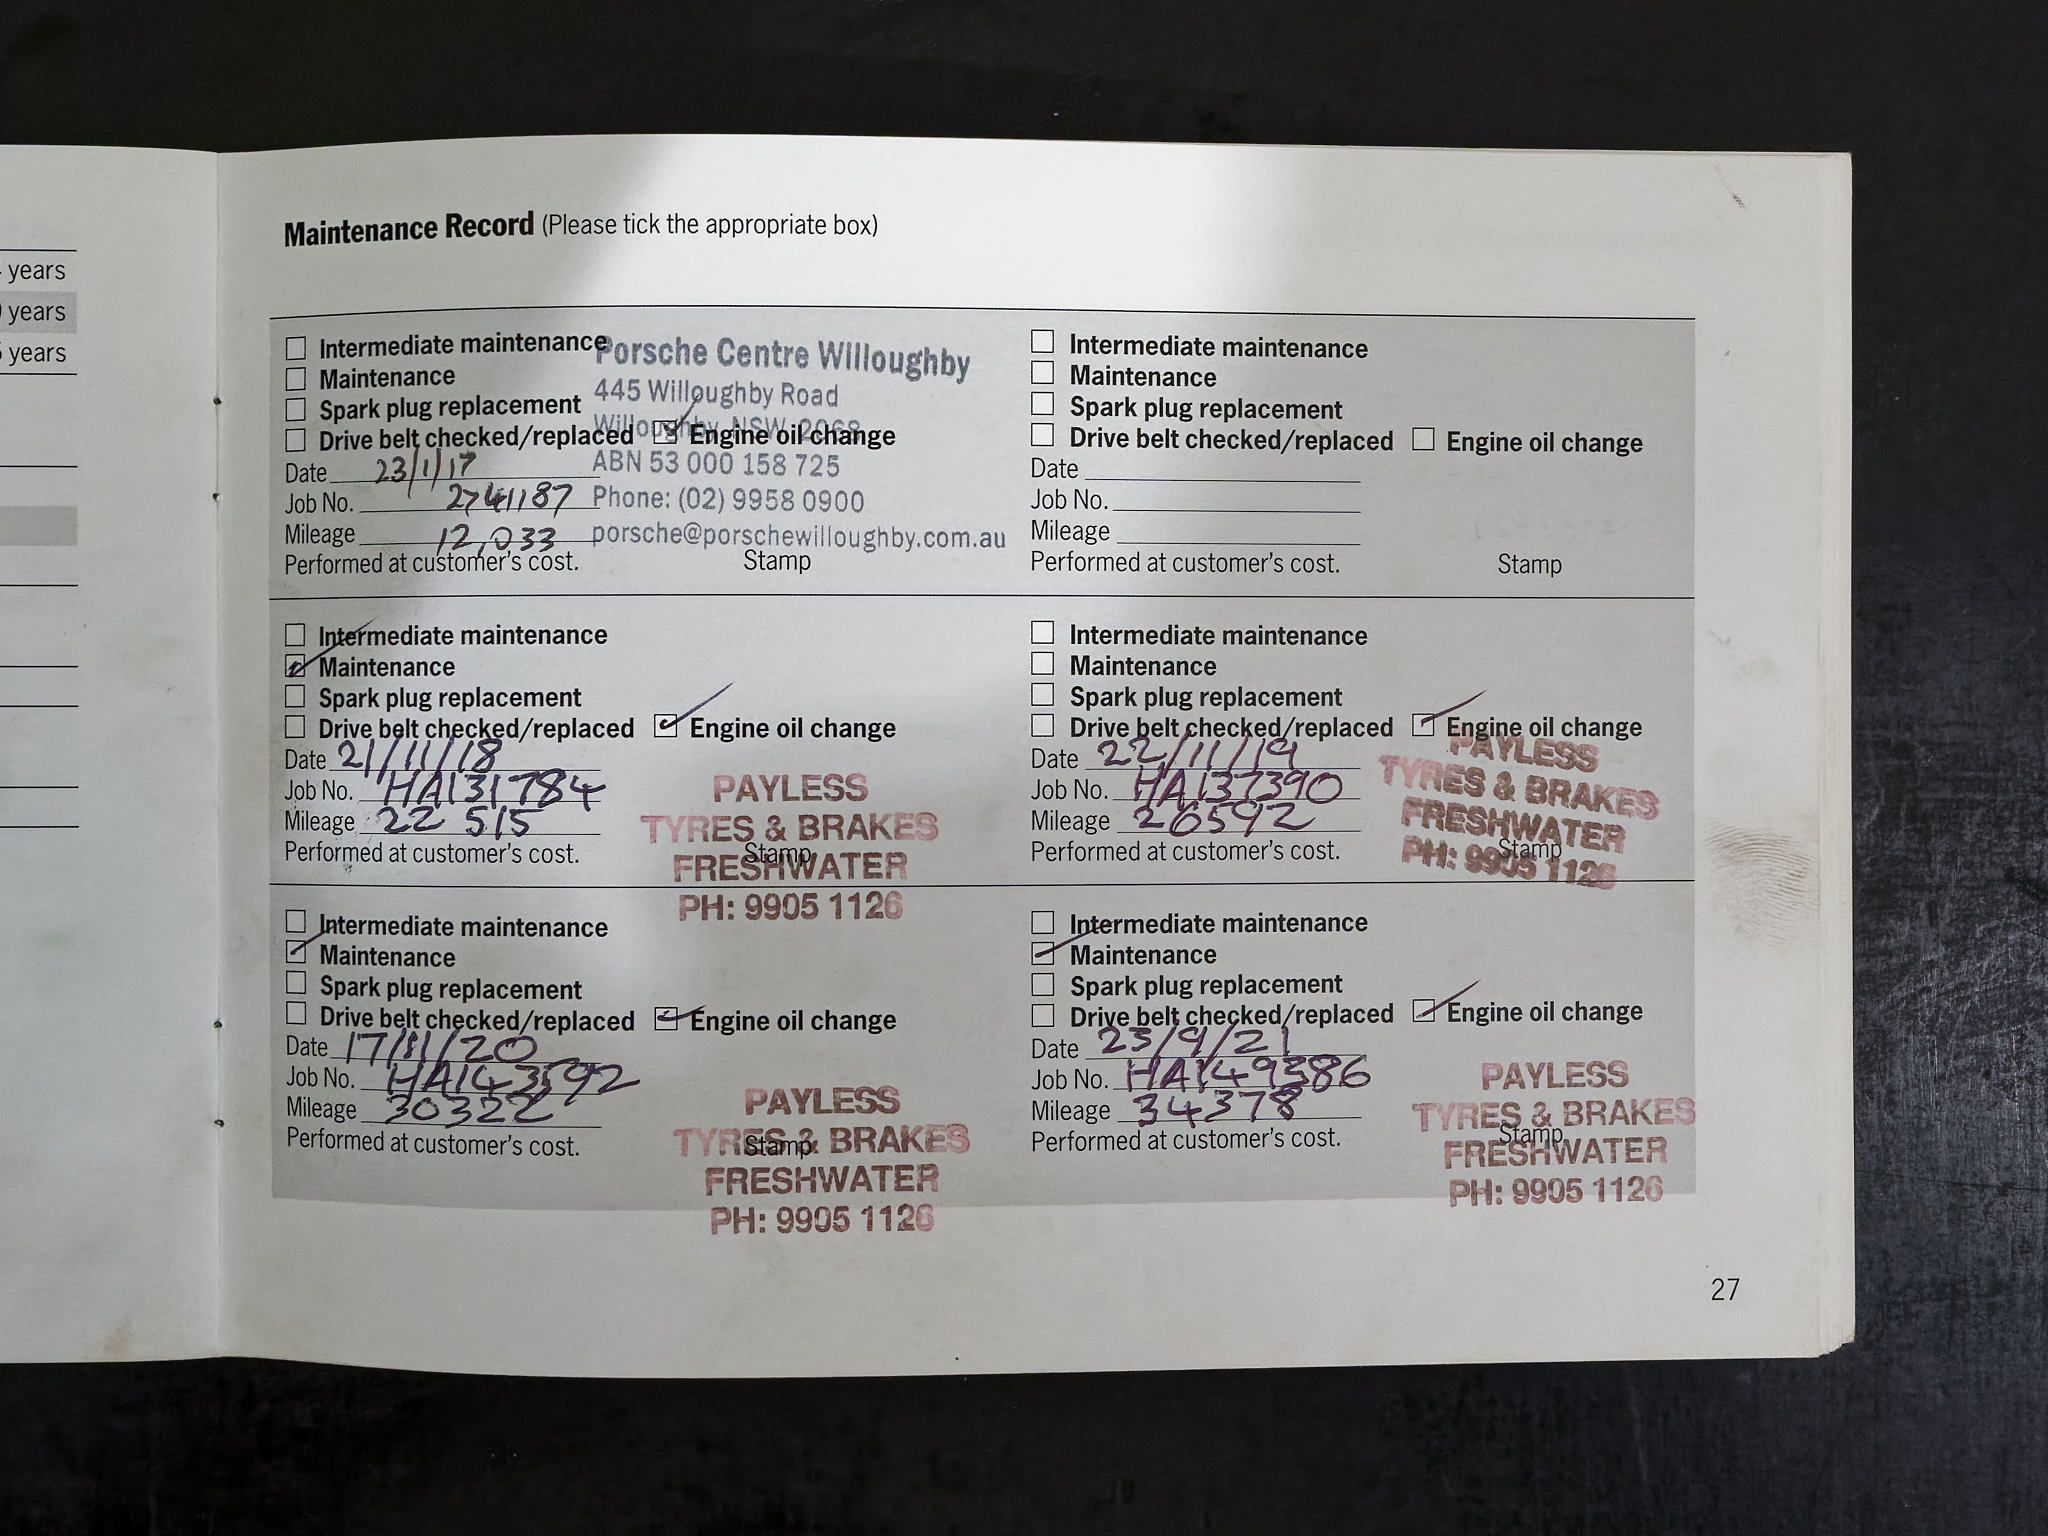 years
years
years
Maintenance Record (Please tick the appropriate box)
Intermediate maintenance
Maintenance
Spark plug replacement
Drive belt checked/replaced
Engine oil change
Date 23/1/17
Job No. 2741187
Mileage 12,033
Performed at customer's cost.
Stamp
Porsche Centre Willoughby
445 Willoughby Road
Willoughby NSW 2068
ABN 53 000 158 725
Phone: (02) 9958 0900
porsche@porschewilloughby.com.au
Intermediate maintenance
Maintenance
Spark plug replacement
Drive belt checked/replaced
Engine oil change
Date
Job No.
Mileage
Performed at customer's cost.
Stamp
Intermediate maintenance
Maintenance
Spark plug replacement
Drive belt checked/replaced
Engine oil change
Date 21/11/18
Job No. HA131784
Mileage 22 515
Performed at customer's cost.
Stamp
PAYLESS
TYRES & BRAKES
FRESHWATER
PH: 9905 1126
Intermediate maintenance
Maintenance
Spark plug replacement
Drive belt checked/replaced
Engine oil change
Date 22/11/19
Job No. HA137390
Mileage 26592
Performed at customer's cost.
Stamp
PAYLESS
TYRES & BRAKES
FRESHWATER
PH: 9905 1126
Intermediate maintenance
Maintenance
Spark plug replacement
Drive belt checked/replaced
Engine oil change
Date 17/11/20
Job No. HA143592
Mileage 30322
Performed at customer's cost.
Stamp
PAYLESS
TYRES & BRAKES
FRESHWATER
PH: 9905 1126
Intermediate maintenance
Maintenance
Spark plug replacement
Drive belt checked/replaced
Engine oil change
Date 23/9/21
Job No. HA149386
Mileage 34378
Performed at customer's cost.
Stamp
PAYLESS
TYRES & BRAKES
FRESHWATER
PH: 9905 1126
27